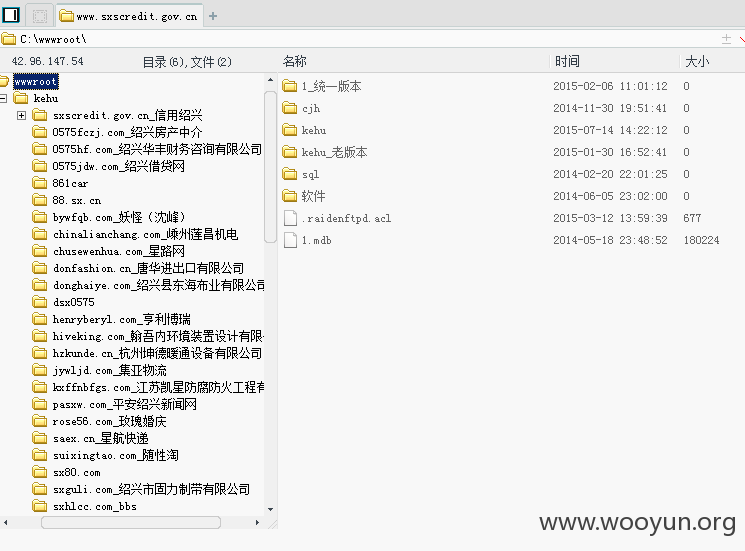 www.sxscredit.gov.cn
C:\wwwroot\
42.96.147.54 目录(6),文件(2) 名称 时间 大小
wwwroot
kehu
sxscredit.gov.cn_信用绍兴
0575fczj.com_绍兴房产中介
0575hf.com_绍兴华丰财务咨询有限公司
0575jdw.com_绍兴借贷网
861car
88.sx.cn
bywfqb.com_妖怪（沈峰）
chinalianchang.com_嵊州莲昌机电
chusewenhua.com_星路网
donfashion.cn_唐华进出口有限公司
donghaiye.com_绍兴县东海布业有限公司
dsx0575
henryberyl.com_亨利博瑞
hiveking.com_翰吾内环境装置设计有限
hzkunde.cn_杭州坤德暖通设备有限公司
jywljd.com_集亚物流
kxffnbfgs.com_江苏凯星防腐防火工程有
pasxw.com_平安绍兴新闻网
rose56.com_玫瑰婚庆
saex.cn_星航快递
suixingtao.com_随性淘
sx80.com
sxguli.com_绍兴市固力制带有限公司
sxhlcc.com_bbs
1_统一版本 2015-02-06 11:01:12 0
cjh 2014-11-30 19:51:41 0
kehu 2015-07-14 14:22:12 0
kehu_老版本 2015-01-30 16:52:41 0
sql 2014-02-20 22:01:25 0
软件 2014-06-05 23:02:00 0
.raidenftpd.acl 2015-03-12 13:59:39 677
1.mdb 2014-05-18 23:48:52 180224
www.wooyun.org